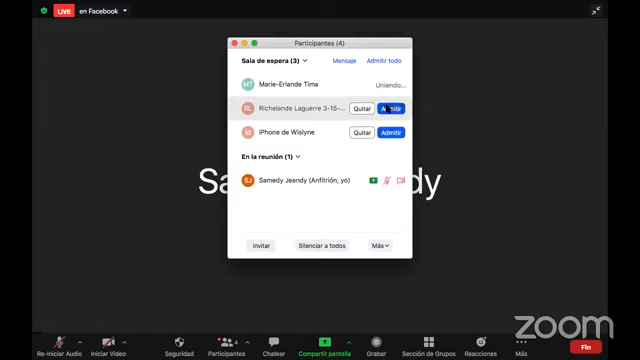 LIVE en Facebook
Participantes (4)
Sala de espera (3) Mensaje Admitir todo
MT Marie-Erlande Tima Uniendo...
RL Richelande Laguerre 3-15-... Quitar Admitir
Id iPhone de Wislyne Quitar Admitir
En la reunión (1)
SJ Samedy Jeandy (Anfitrión, yo)
Sa dy
Invitar Silenciar a todos Más
zoom
4
Re-Iniciar Audio Iniciar Video Seguridad Participantes Chatear Compartir pantalla Grabar Sección de Grupos Reacciones Más Fin